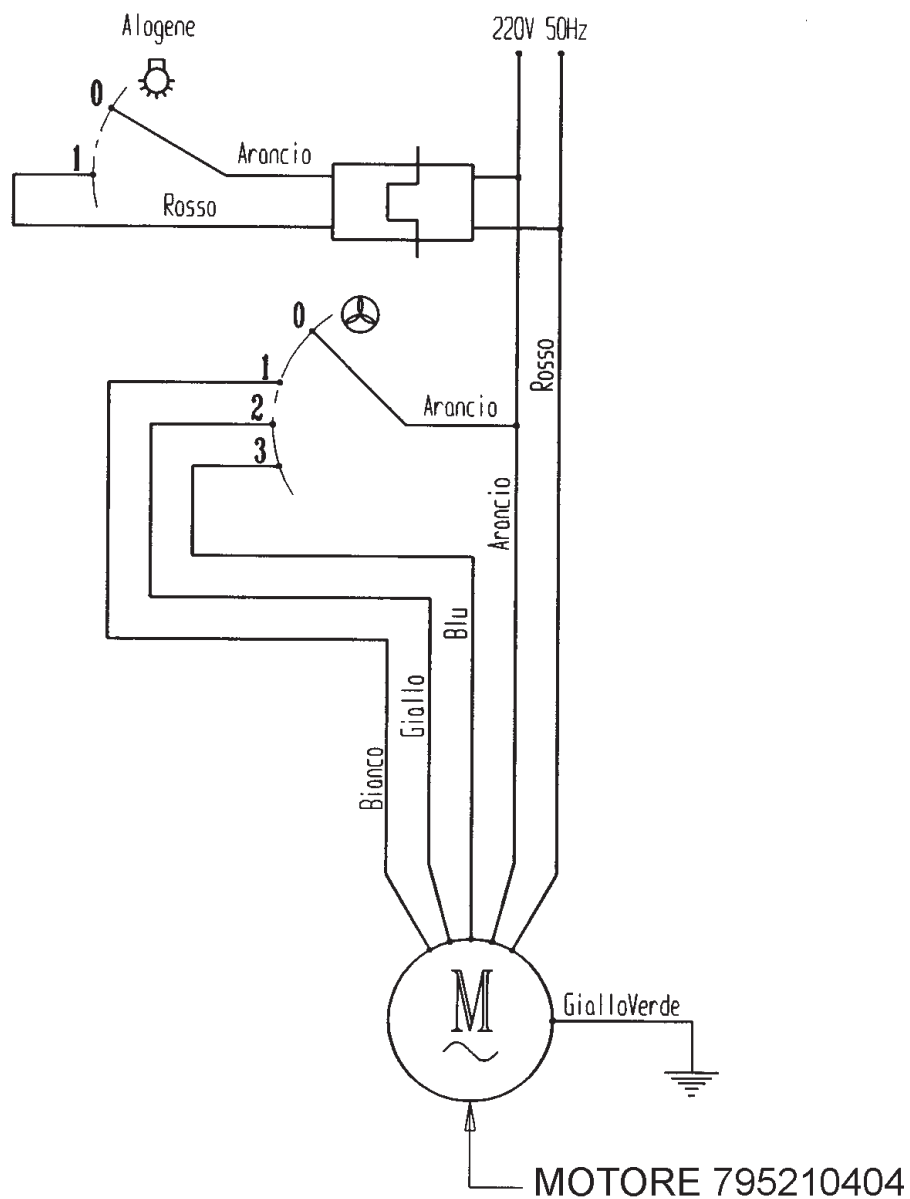 Alogene
220V 50Hz
0
1
Arancio
Rosso
0
1
2
3
Arancio
Rosso
Arancio
Blu
Giallo
Bianco
M
GialloVerde
MOTORE 795210404